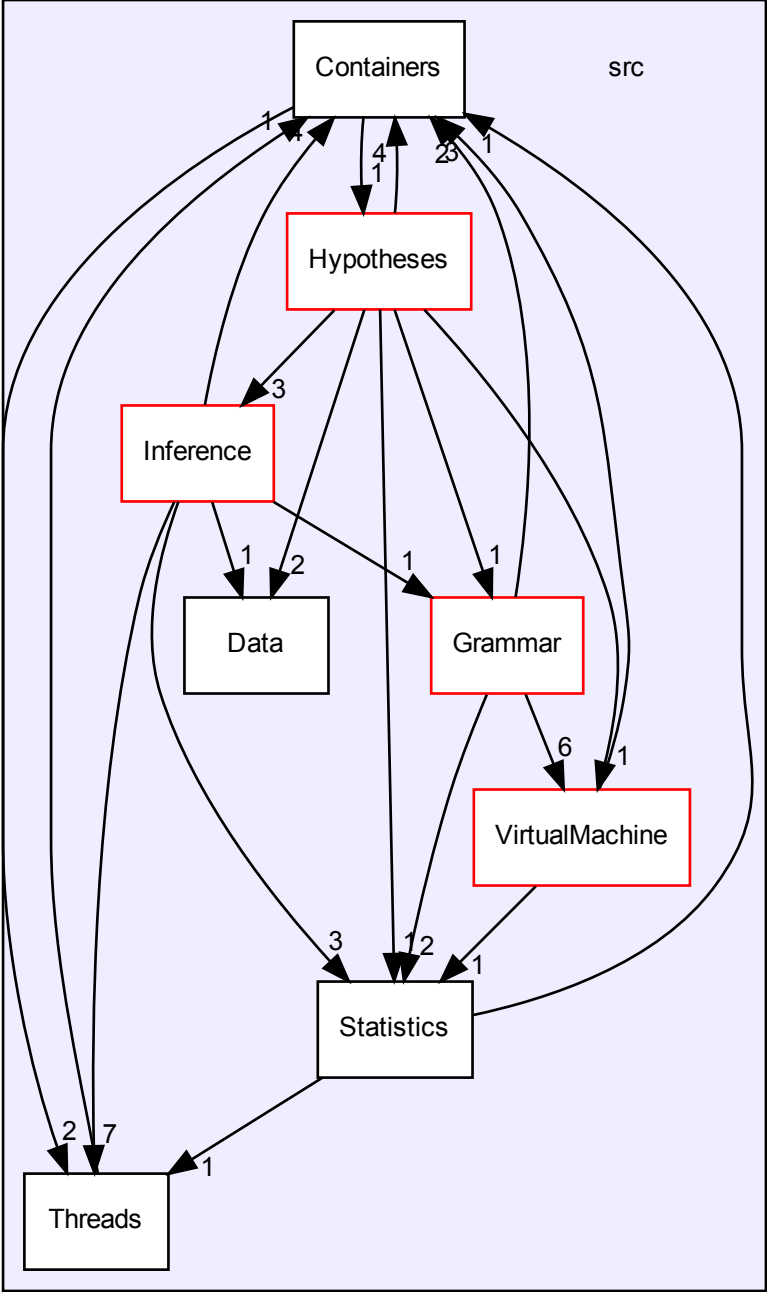 Containers
src
1
4
4
1
2
3
1
Hypotheses
3
Inference
1
2
1
1
Data
Grammar
6
1
VirtualMachine
3
1
2
1
Statistics
2
7
1
Threads